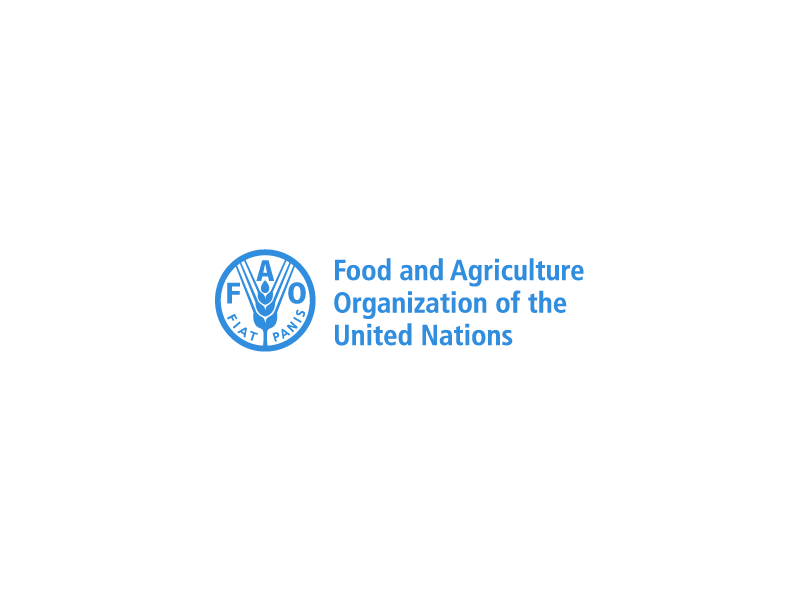 F A O
FIAT PANIS
Food and Agriculture
Organization of the
United Nations